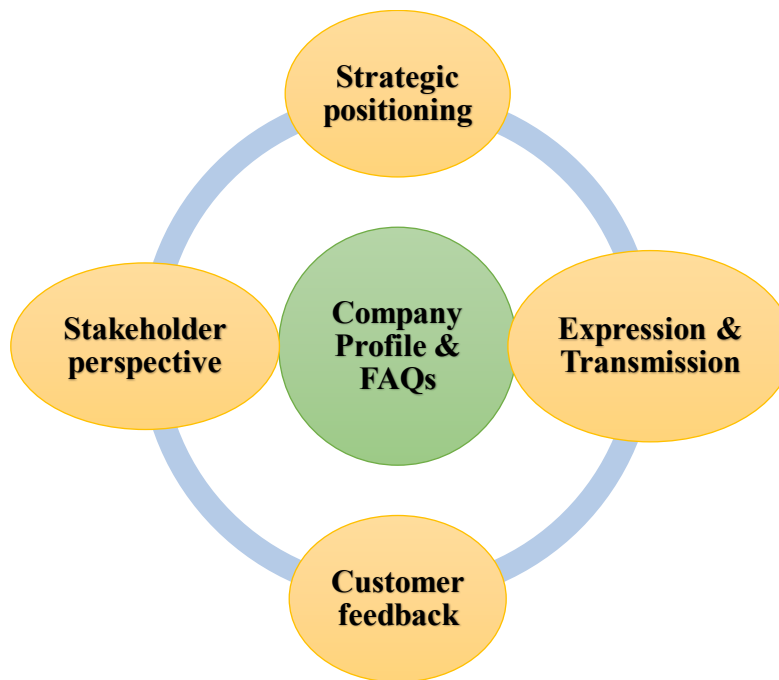 Strategic
positioning
Stakeholder
perspective
Company
Profile &
FAQs
Expression &
Transmission
Customer
feedback